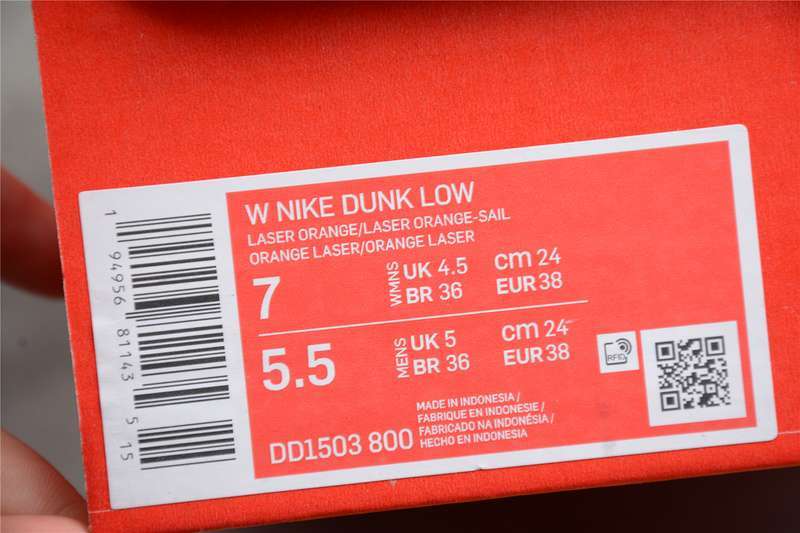 W NIKE DUNK LOW
LASER ORANGE/LASER ORANGE-SAIL
ORANGE LASER/ORANGE LASER
7 WMNS UK 4.5 cm 24
BR 36 EUR 38
5.5 MENS UK 5 cm 24
BR 36 EUR 38
MADE IN INDONESIA /
FABRIQUE EN INDONESIE /
FABRICADO NA INDONÉSIA /
HECHO EN INDONESIA
DD1503 800
RFID
1 94956 81143 5 15